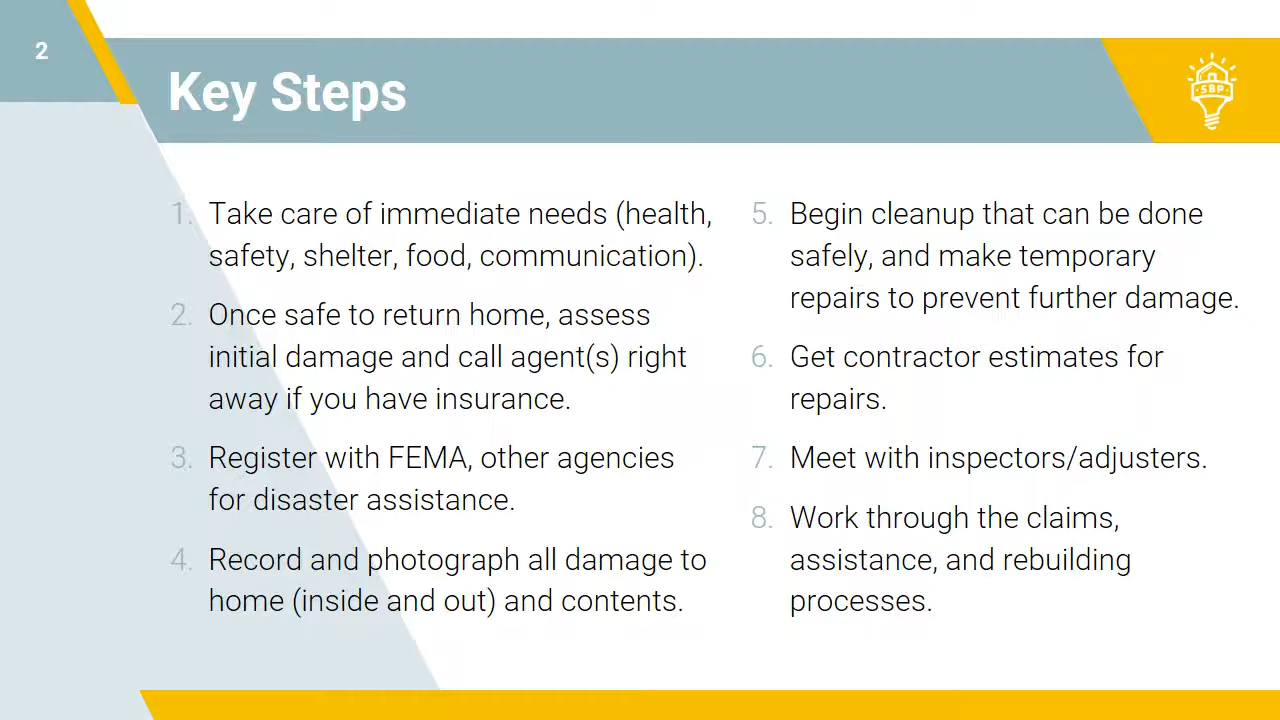 2
Key Steps
SBP
1. Take care of immediate needs (health,
safety, shelter, food, communication).
2. Once safe to return home, assess
initial damage and call agent(s) right
away if you have insurance.
3. Register with FEMA, other agencies
for disaster assistance.
4. Record and photograph all damage to
home (inside and out) and contents.
5. Begin cleanup that can be done
safely, and make temporary
repairs to prevent further damage.
6. Get contractor estimates for
repairs.
7. Meet with inspectors/adjusters.
8. Work through the claims,
assistance, and rebuilding
processes.